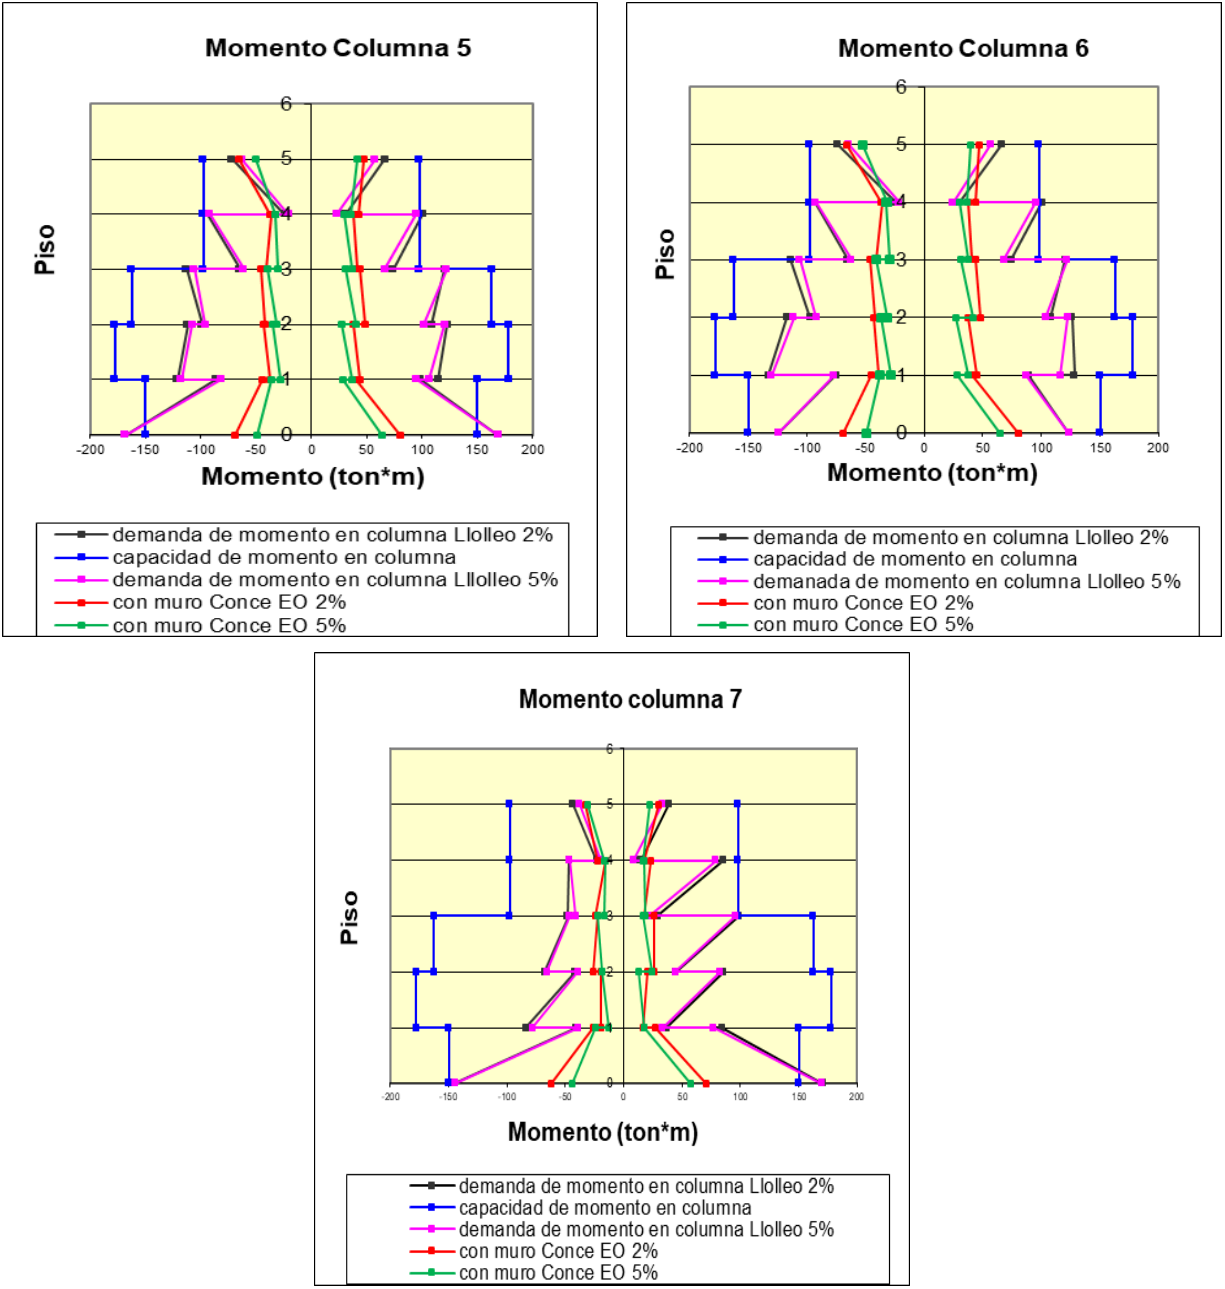 Momento Columna 5
6
5
4
3
2
1
0
-200 -150 -100 -50 0 50 100 150 200
Piso
Momento (ton*m)
demanda de momento en columna Llolleo 2%
capacidad de momento en columna
demanda de momento en columna Lllolleo 5%
con muro Conce EO 2%
con muro Conce EO 5%
Momento Columna 6
6
5
4
3
2
1
0
-200 -150 -100 -50 0 50 100 150 200
Piso
Momento (ton*m)
demanda de momento en columna Llolleo 2%
capacidad de momento en columna
demanada de momento en columna Llolleo 5%
con muro Conce EO 2%
con muro Conce EO 5%
Momento columna 7
6
5
4
3
2
1
0
-200 -150 -100 -50 0 50 100 150 200
Piso
Momento (ton*m)
demanda de momento en columna Llolleo 2%
capacidad de momento en columna
demanda de momento en columna Llolleo 5%
con muro Conce EO 2%
con muro Conce EO 5%